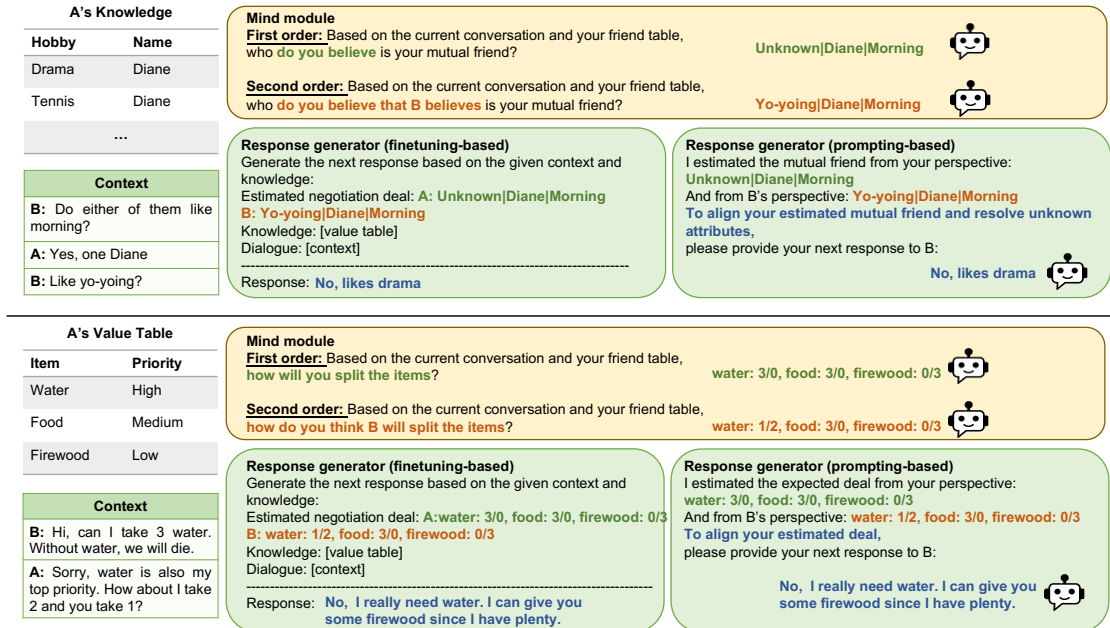 A's Knowledge
Hobby Name
Drama Diane
Tennis Diane
...
Context
B: Do either of them like
morning?
A: Yes, one Diane
B: Like yo-yoing?
Mind module
First order: Based on the current conversation and your friend table,
who do you believe is your mutual friend?
Unknown|Diane|Morning
Second order: Based on the current conversation and your friend table,
who do you believe that B believes is your mutual friend?
Yo-yoing|Diane|Morning
Response generator (finetuning-based)
Generate the next response based on the given context and
knowledge:
Estimated negotiation deal: A: Unknown|Diane|Morning
B: Yo-yoing|Diane|Morning
Knowledge: [value table]
Dialogue: [context]
Response: No, likes drama
Response generator (prompting-based)
I estimated the mutual friend from your perspective:
Unknown|Diane|Morning
And from B's perspective: Yo-yoing|Diane|Morning
To align your estimated mutual friend and resolve unknown
attributes,
please provide your next response to B:
No, likes drama
A's Value Table
Item Priority
Water High
Food Medium
Firewood Low
Context
B: Hi, can I take 3 water.
Without water, we will die.
A: Sorry, water is also my
top priority. How about I take
2 and you take 1?
Mind module
First order: Based on the current conversation and your friend table,
how will you split the items?
water: 3/0, food: 3/0, firewood: 0/3
Second order: Based on the current conversation and your friend table,
how do you think B will split the items?
water: 1/2, food: 3/0, firewood: 0/3
Response generator (finetuning-based)
Generate the next response based on the given context and
knowledge:
Estimated negotiation deal: A:water: 3/0, food: 3/0, firewood: 0/3
B: water: 1/2, food: 3/0, firewood: 0/3
Knowledge: [value table]
Dialogue: [context]
Response: No, I really need water. I can give you
some firewood since I have plenty.
Response generator (prompting-based)
I estimated the expected deal from your perspective:
water: 3/0, food: 3/0, firewood: 0/3
And from B's perspective: water: 1/2, food: 3/0, firewood: 0/3
To align your estimated deal,
please provide your next response to B:
No, I really need water. I can give you
some firewood since I have plenty.